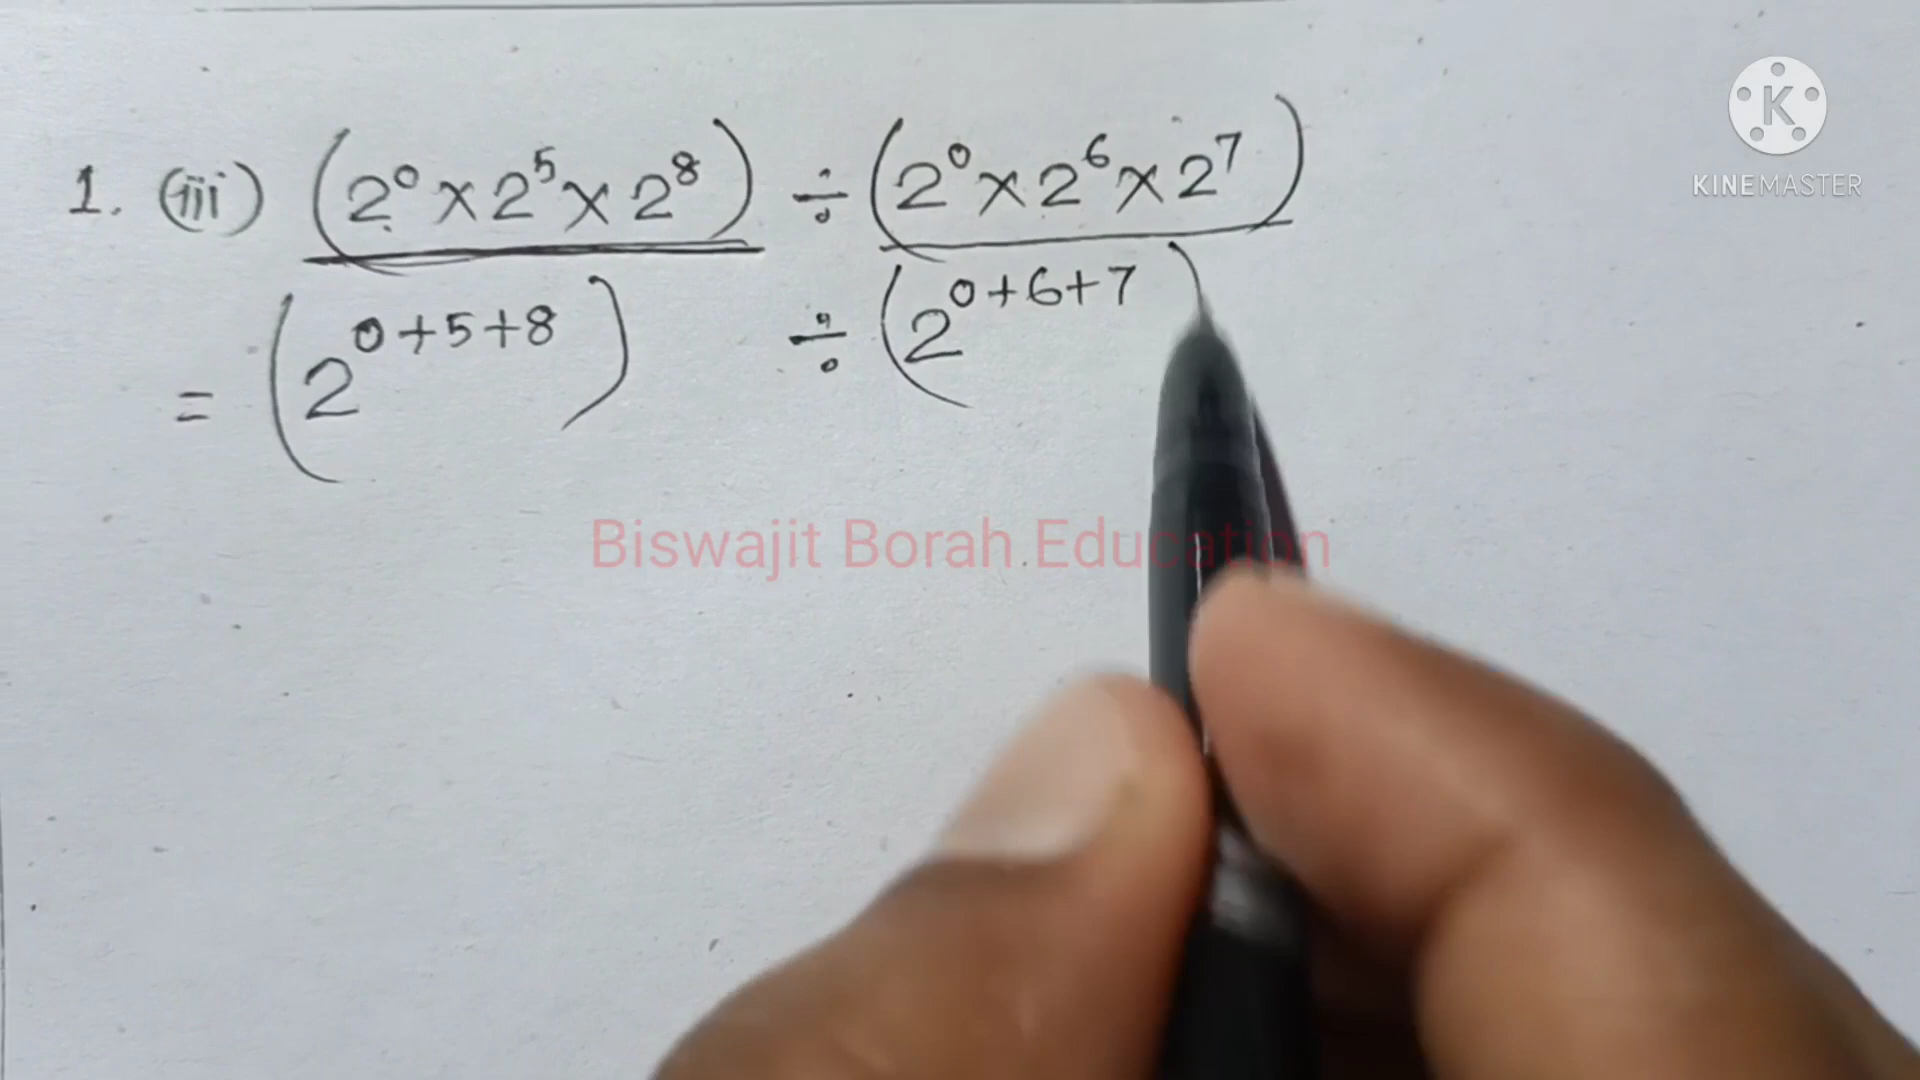 KINEMASTER
1. (iii) (2⁰ × 2⁵ × 2⁸) ÷ (2⁰ × 2⁶ × 2⁷)
= (2⁰⁺⁵⁺⁸) ÷ (2⁰⁺⁶⁺⁷)
Biswajit Borah Education